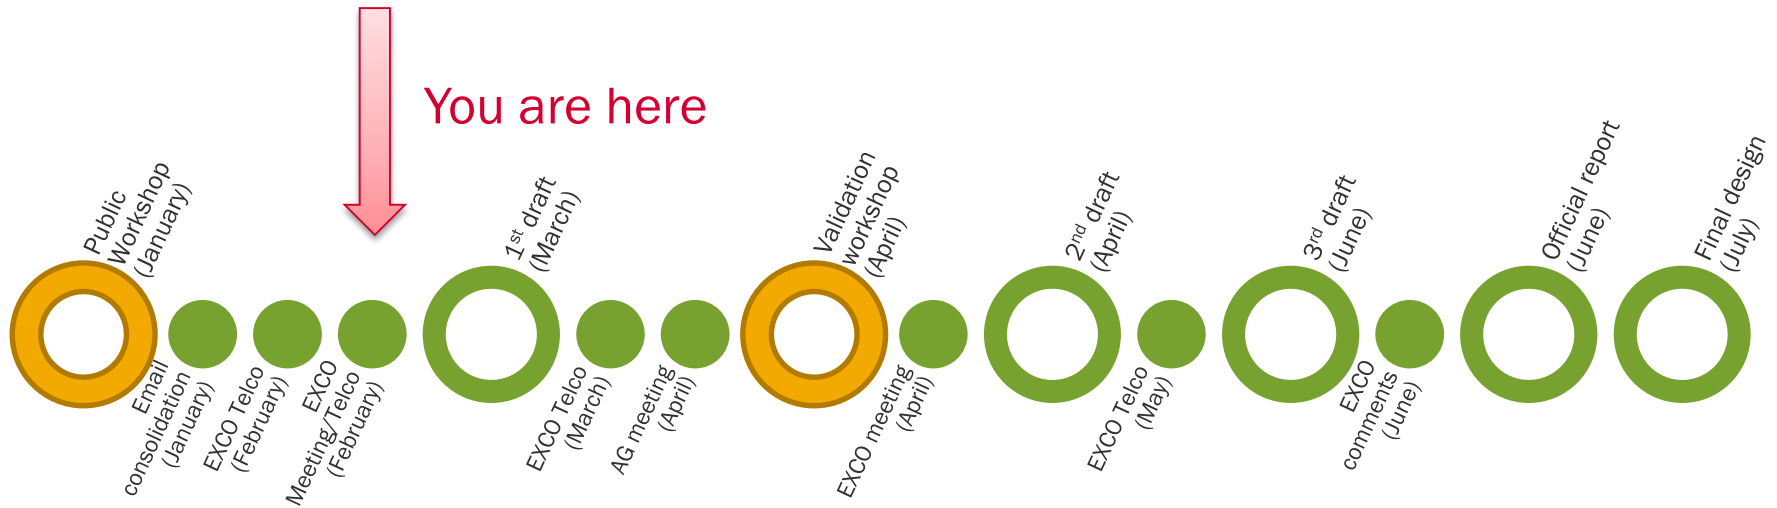 You are here
Public
Workshop
(January)
Email
consolidation
(January)
EXCO Telco
(February)
EXCO
Meeting/Telco
(February)
1st draft
(March)
EXCO Telco
(March)
AG meeting
(April)
Validation
workshop
(April)
EXCO meeting
(April)
2nd draft
(April)
EXCO Telco
(May)
3rd draft
(June)
EXCO
comments
(June)
Official report
(June)
Final design
(July)